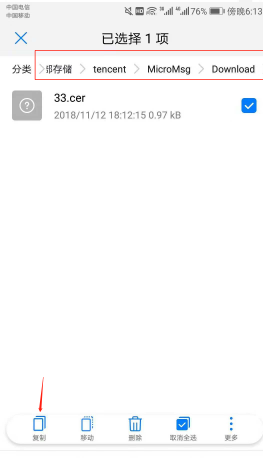 中国电信
中国移动
76% 傍晚6:13
已选择 1 项
分类 > 部存储 > tencent > MicroMsg > Download
33.cer
2018/11/12 18:12:15 0.97 kB
复制 移动 删除 取消全选 更多